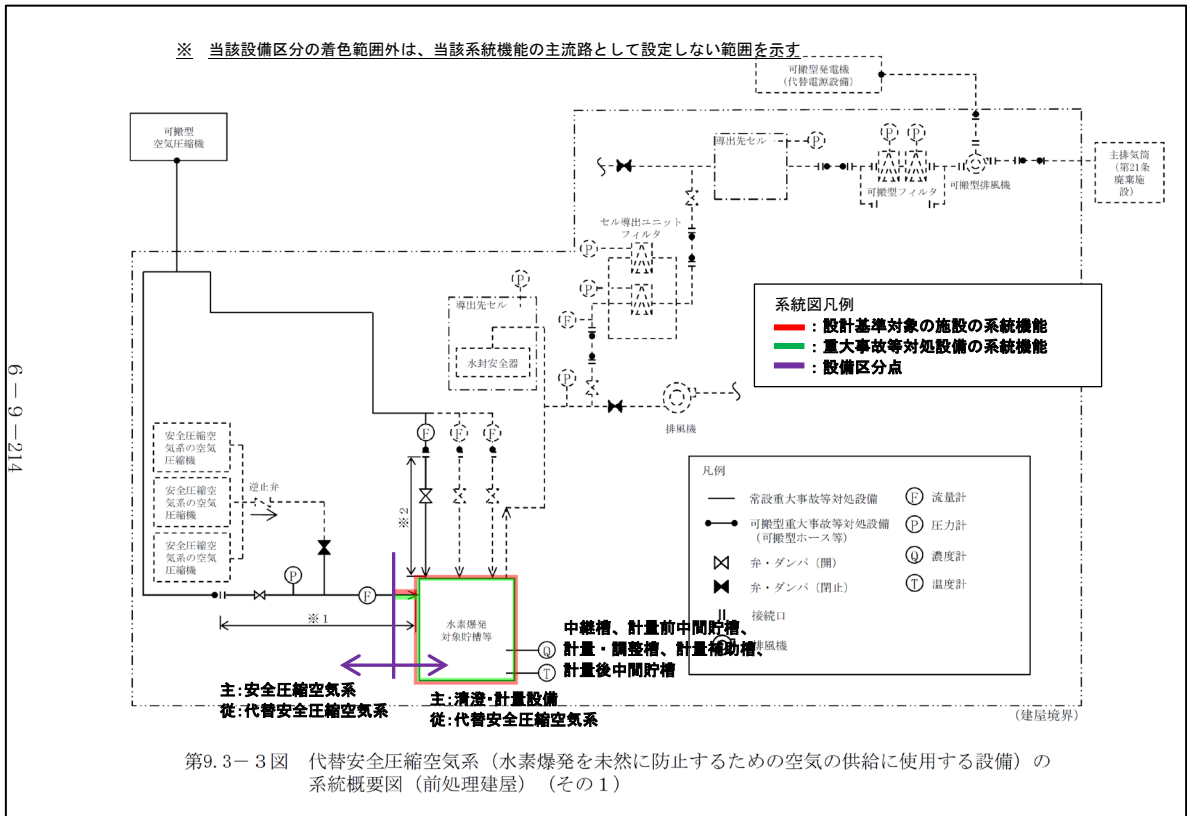 ※ 当該設備区分の着色範囲外は、当該系統機能の主流路として設定しない範囲を示す
可搬型発電機
(代替電源設備)
可搬型
空気圧縮機
導出先セル
P
P
P
主排気筒
(第21条
廃棄施
設)
可搬型フィルタ
可搬型排風機
セル導出ユニット
フィルタ
P
P
P
F
導出先セル
水封安全器
P
排風機
系統図凡例
:設計基準対象の施設の系統機能
:重大事故等対処設備の系統機能
:設備区分点
6-9-214
安全圧縮空
気系の空気
圧縮機
安全圧縮空
気系の空気
圧縮機
安全圧縮空
気系の空気
圧縮機
逆止弁
F
F
F
※2
P
F
※1
水素爆発
対象貯槽等
Q
T
中継槽、計量前中間貯槽、
計量・調整槽、計量補助槽、
計量後中間貯槽
凡例
常設重大事故等対処設備
可搬型重大事故等対処設備
(可搬型ホース等)
弁・ダンパ(開)
弁・ダンパ(閉止)
接続口
排風機
F 流量計
P 圧力計
Q 濃度計
T 温度計
主:安全圧縮空気系
従:代替安全圧縮空気系
主:清澄・計量設備
従:代替安全圧縮空気系
(建屋境界)
第9.3-3図 代替安全圧縮空気系(水素爆発を未然に防止するための空気の供給に使用する設備)の
系統概要図(前処理建屋)(その1)